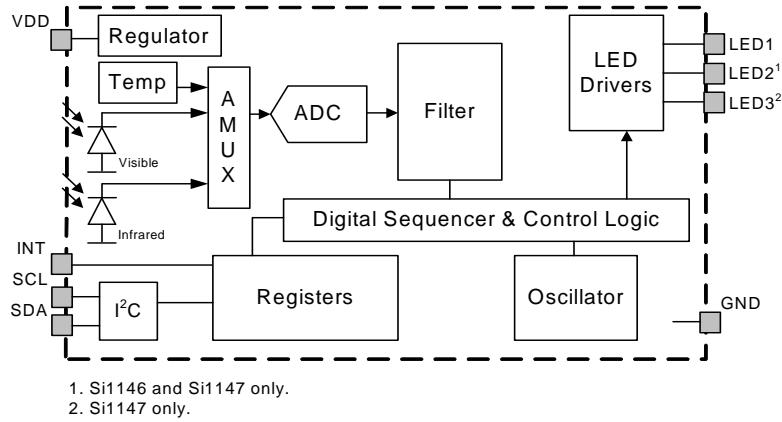 VDD
Regulator
LED1
LED2¹
LED3²
LED
Drivers
Temp
A
M
U
X
ADC
Filter
Visible
Infrared
Digital Sequencer & Control Logic
INT
SCL
SDA
I²C
Registers
Oscillator
GND
1. Si1146 and Si1147 only.
2. Si1147 only.